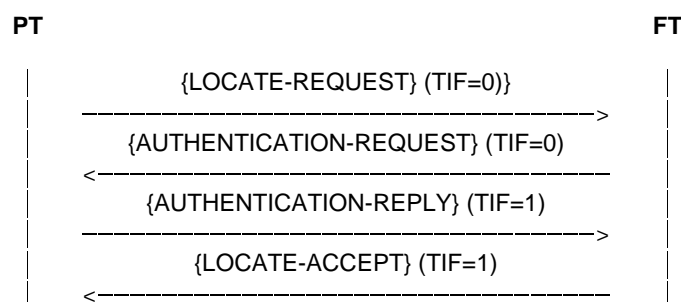 PT FT
{LOCATE-REQUEST} (TIF=0)}
{AUTHENTICATION-REQUEST} (TIF=0)
{AUTHENTICATION-REPLY} (TIF=1)
{LOCATE-ACCEPT} (TIF=1)